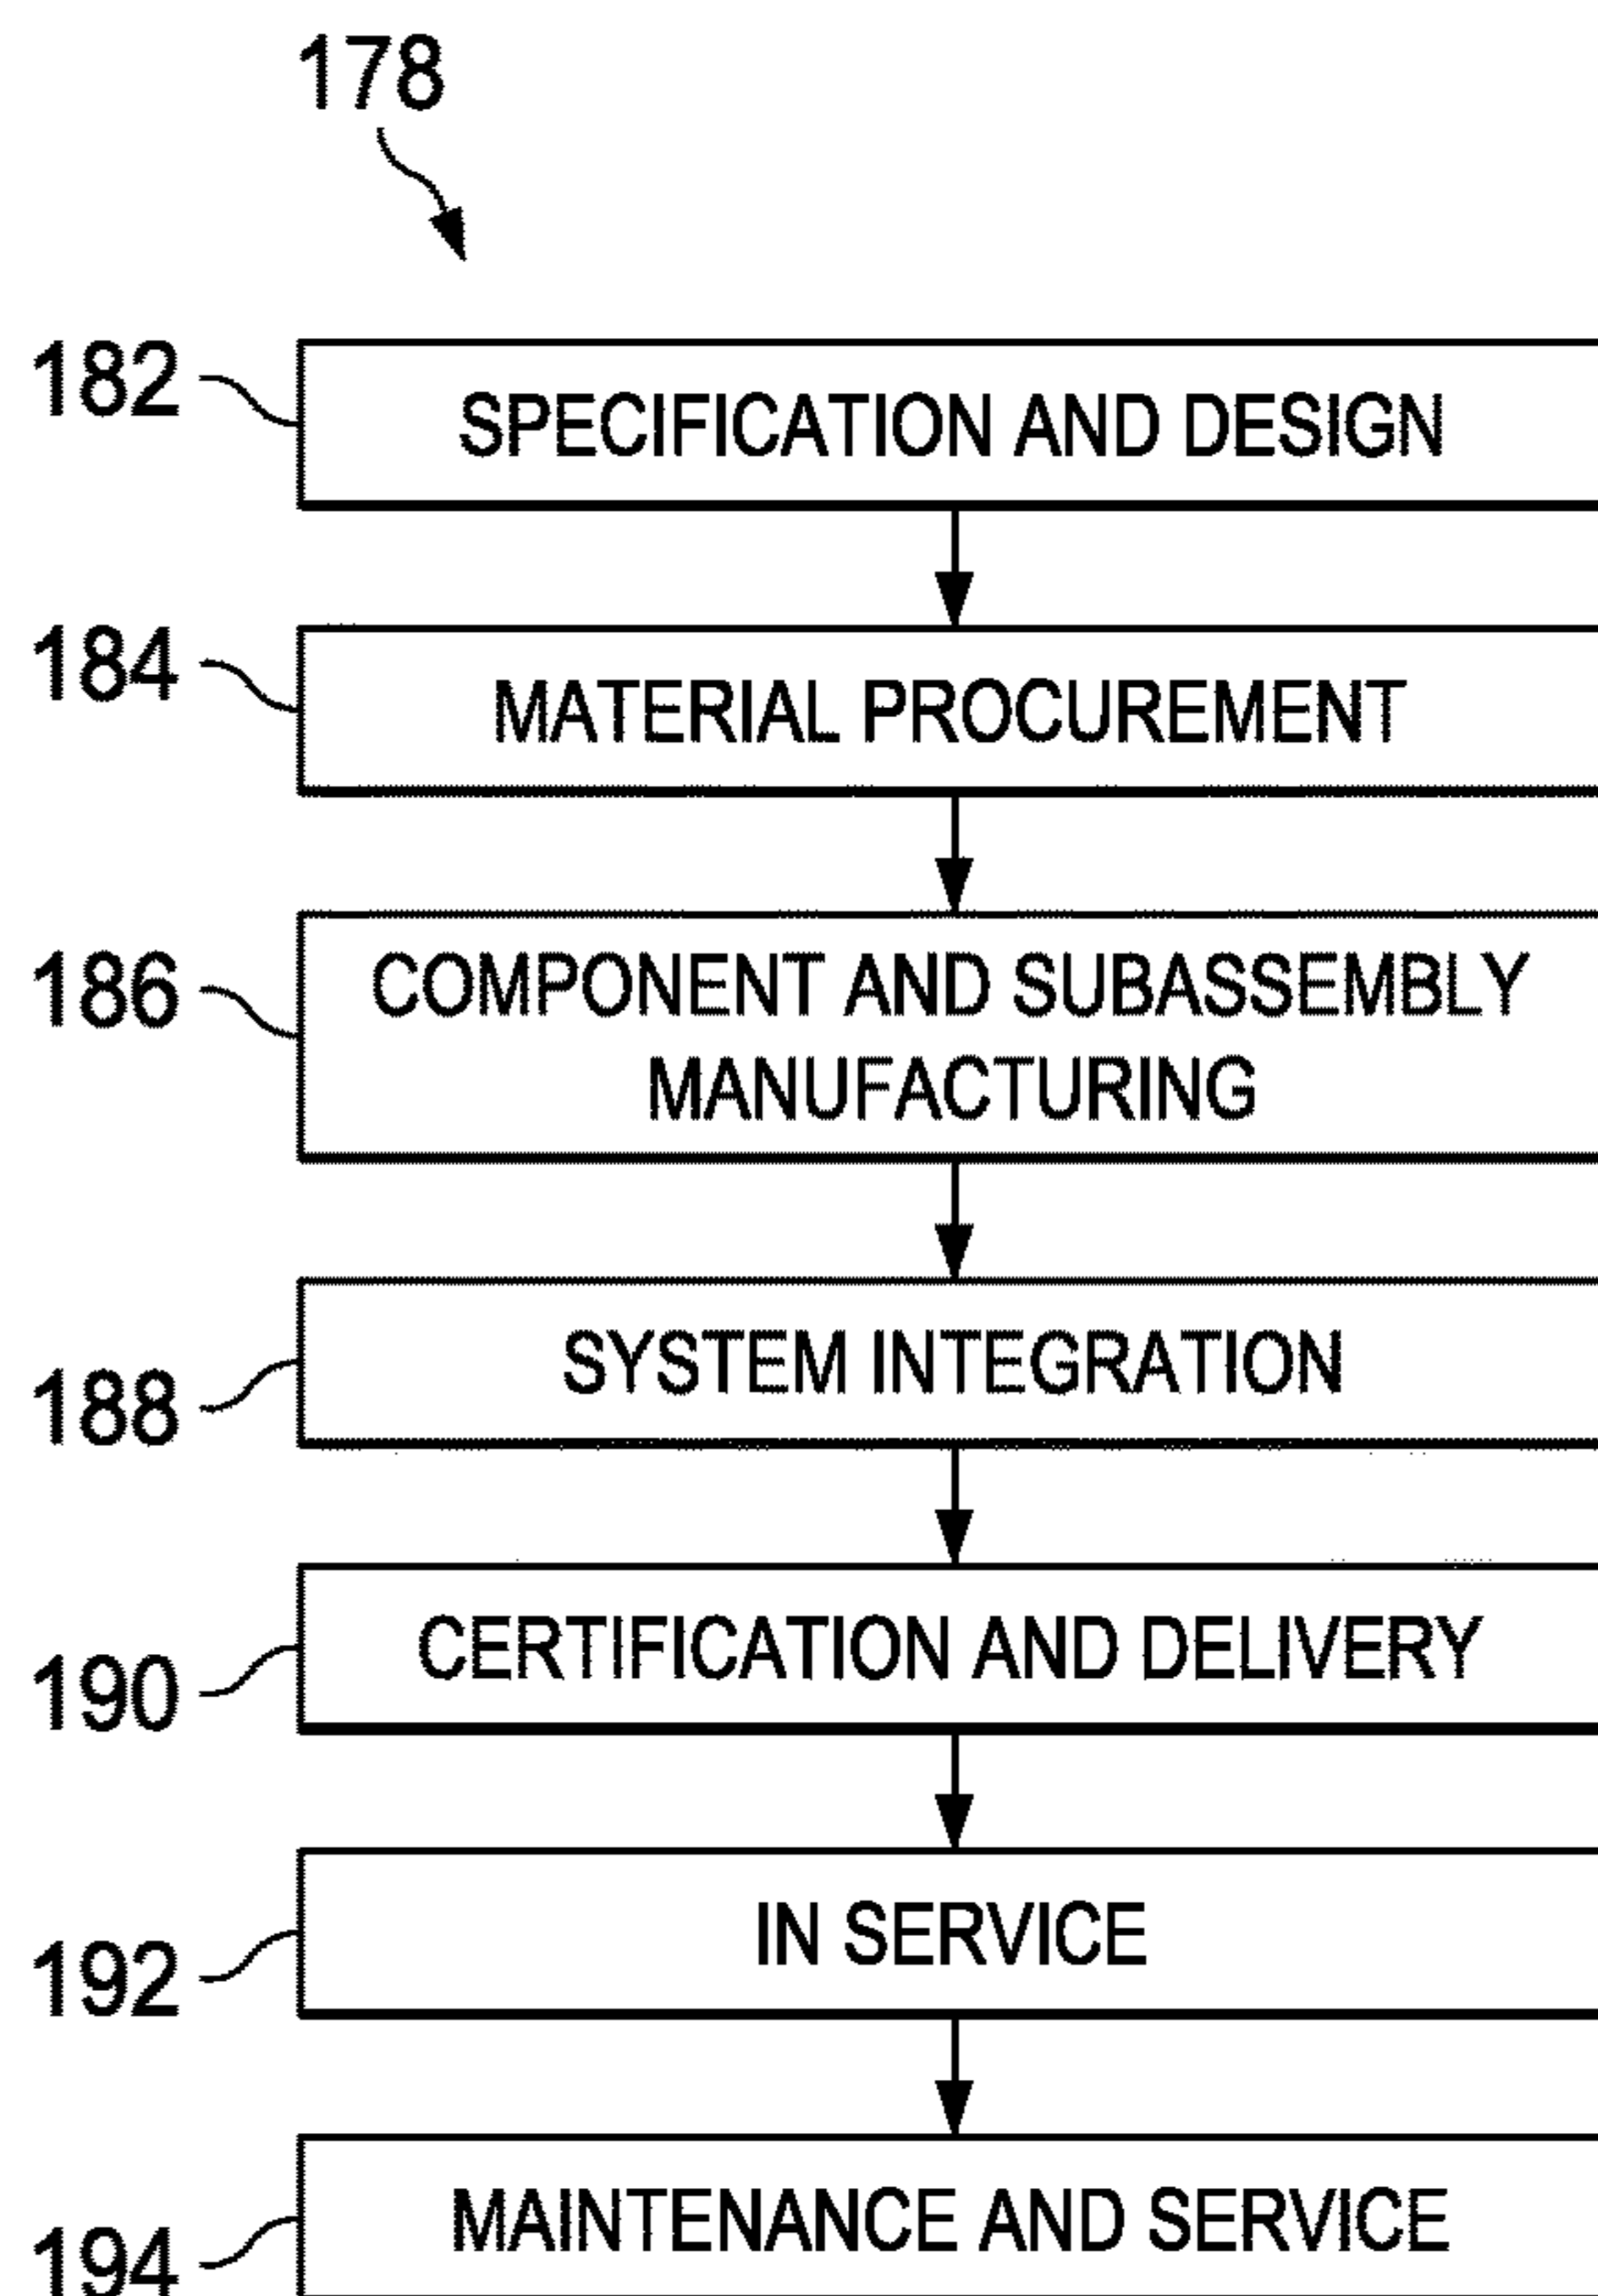 178
182
SPECIFICATION AND DESIGN
184
MATERIAL PROCUREMENT
186
COMPONENT AND SUBASSEMBLY
MANUFACTURING
188
SYSTEM INTEGRATION
190
CERTIFICATION AND DELIVERY
192
IN SERVICE
194
MAINTENANCE AND SERVICE